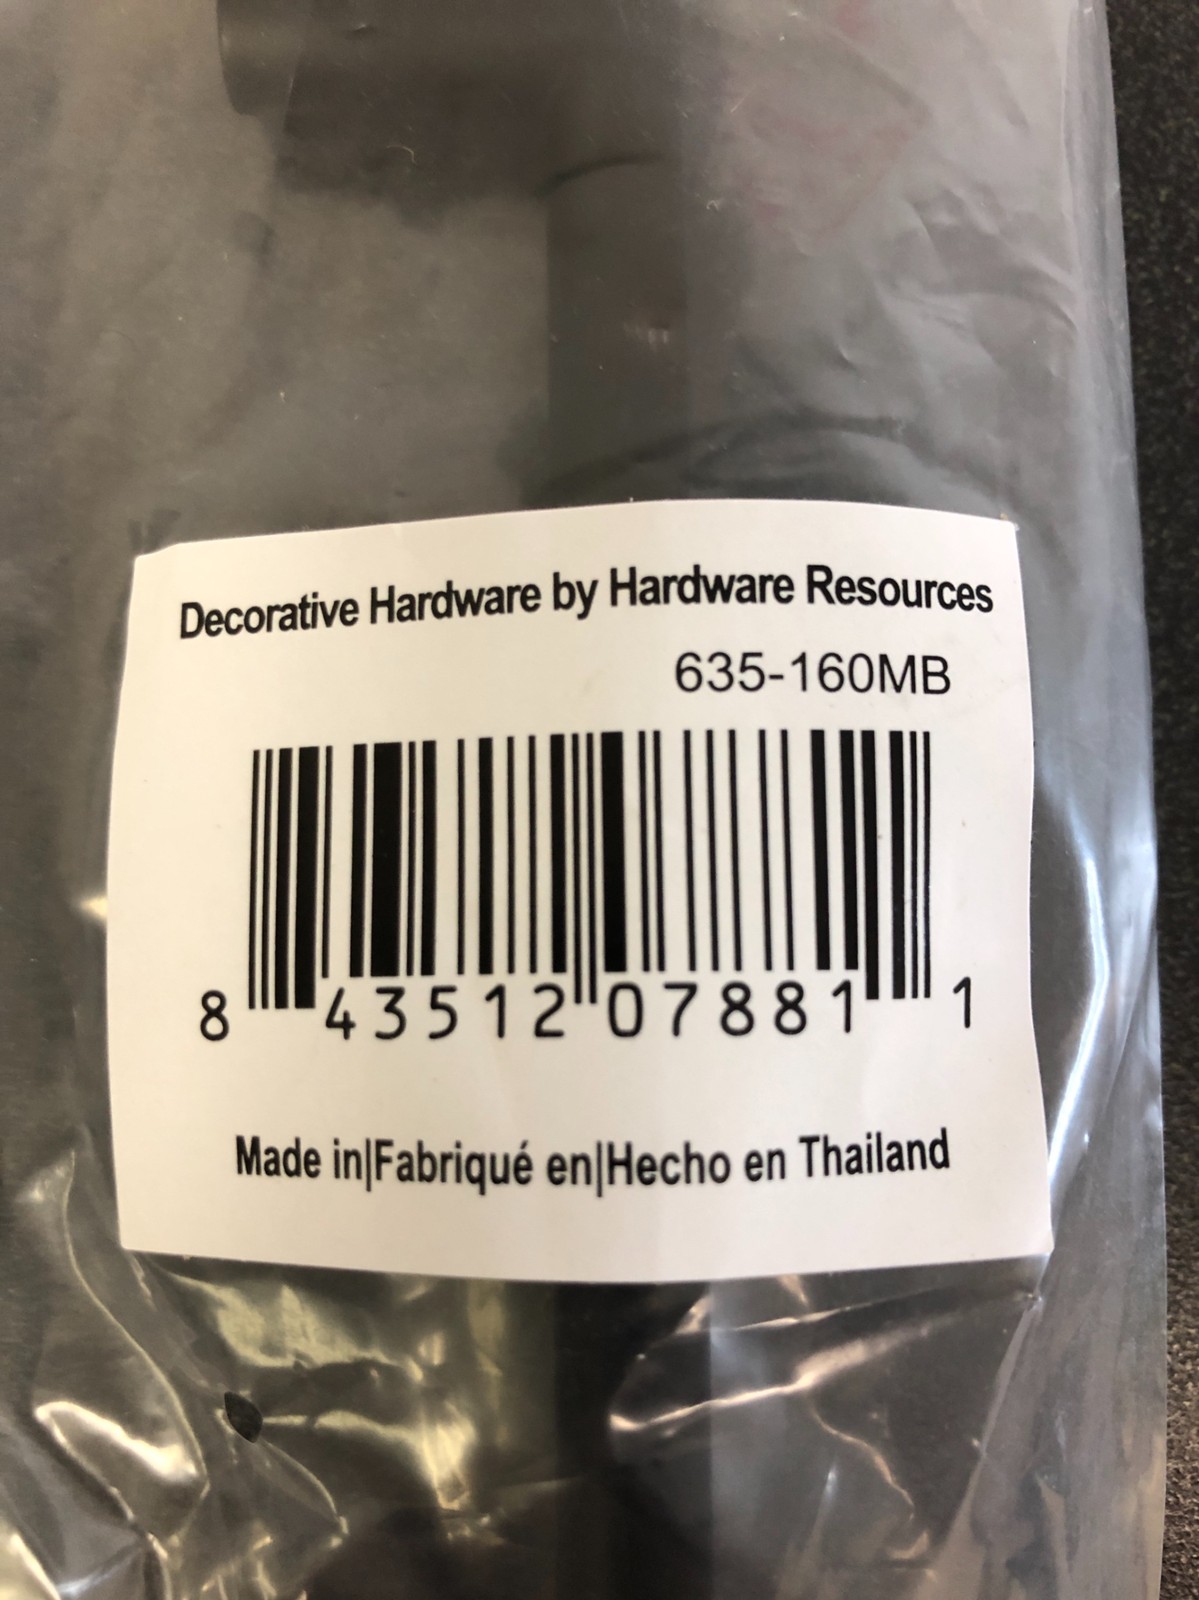 Decorative Hardware by Hardware Resources
635-160MB
8 43512 07881 1
Made in|Fabriqué en|Hecho en Thailand